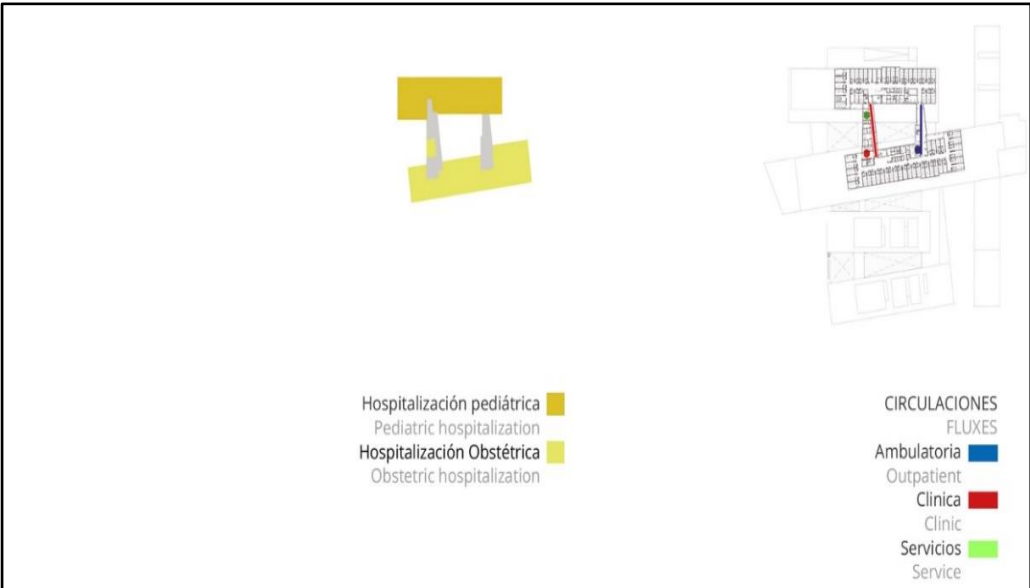 Hospitalización pediátrica
Pediatric hospitalization
Hospitalización Obstétrica
Obstetric hospitalization
CIRCULACIONES
FLUXES
Ambulatoria
Outpatient
Clinica
Clinic
Servicios
Service